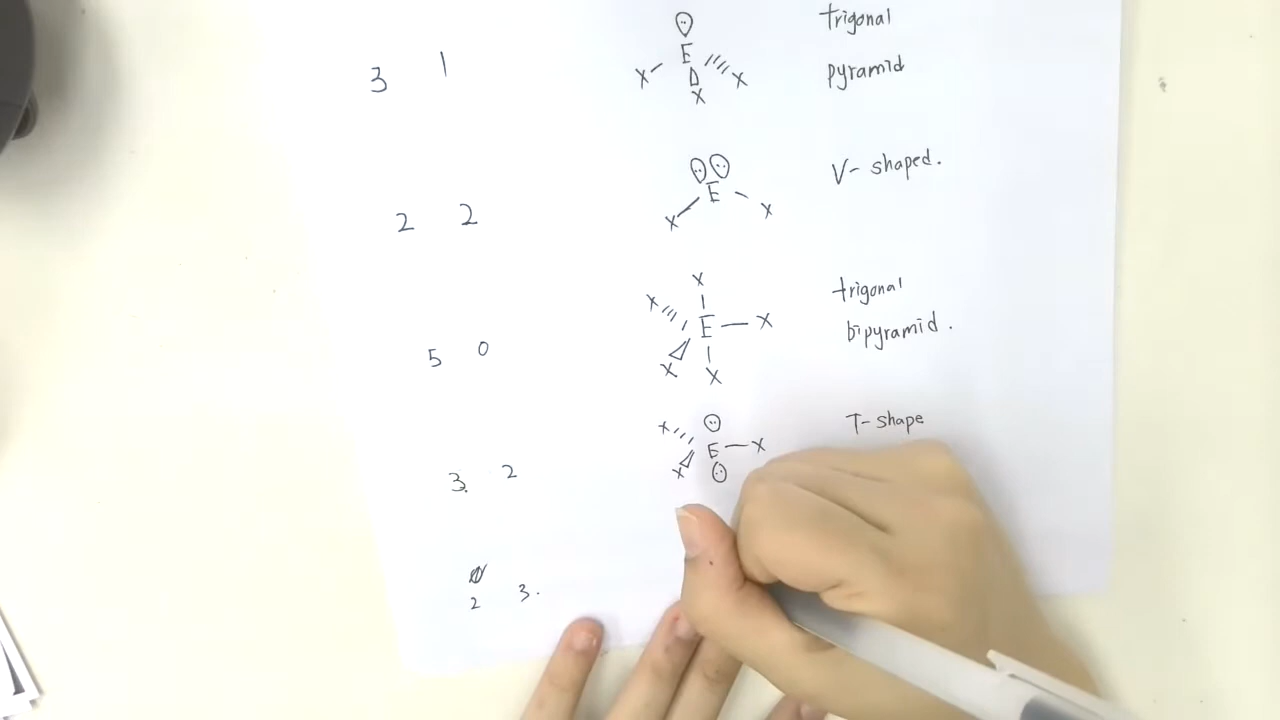 3 1
E
X X
X
trigonal
pyramid
2 2
E
X X
V-shaped.
5 0
X
X
E X
X
X
trigonal
bipyramid.
3. 2
X
E X
X
T-shape
2 3.